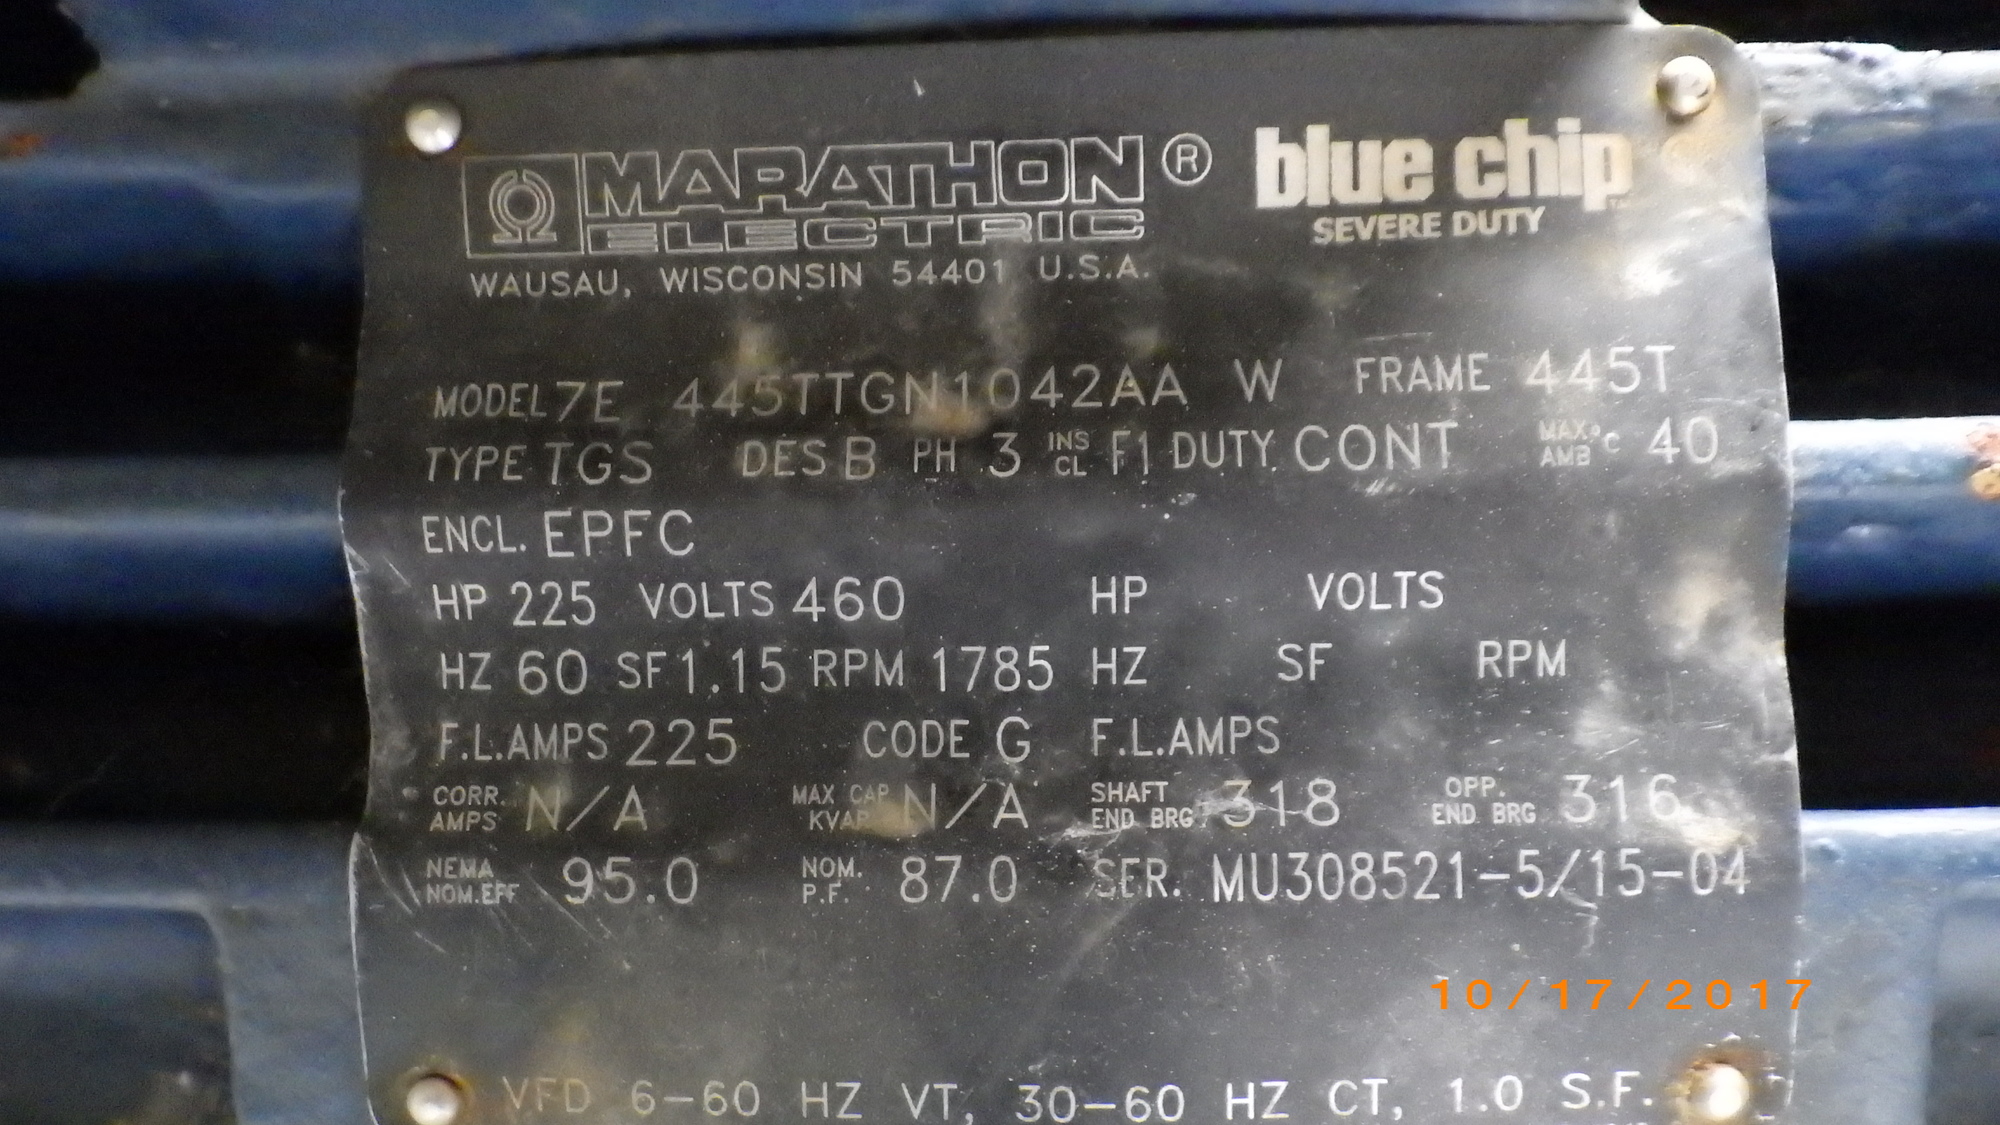 MARATHON ® blue chip
ELECTRIC SEVERE DUTY
WAUSAU, WISCONSIN 54401 U.S.A.
MODEL 7E 445TTGN1042AA W FRAME 445T
TYPE TGS DES B PH 3 INS CL F1 DUTY CONT MAX AMB °C 40
ENCL. EPFC
HP 225 VOLTS 460 HP VOLTS
HZ 60 SF 1.15 RPM 1785 HZ SF RPM
F.L.AMPS 225 CODE G F.L.AMPS
CORR. AMPS N/A MAX CAP KVAR N/A SHAFT END BRG 318 OPP. END BRG 316
NEMA NOM.EFF 95.0 NOM. P.F. 87.0 SER. MU308521-5/15-04
10/17/2017
VFD 6-60 HZ VT, 30-60 HZ CT, 1.0 S.F.